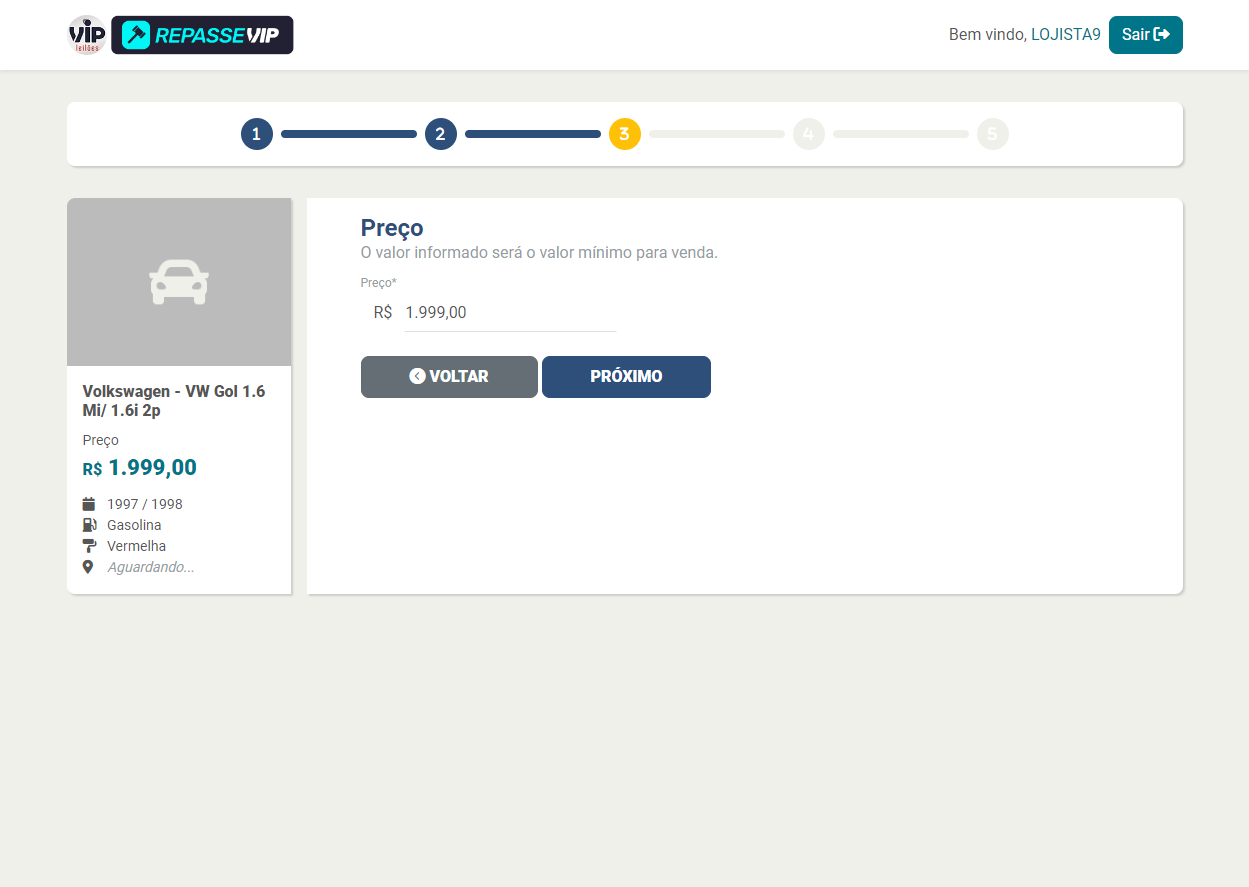 VIP
leilões
REPASSEVIP
Bem vindo, LOJISTA9
Sair
1
2
3
4
5
Preço
O valor informado será o valor mínimo para venda.
Preço*
R$ 1.999,00
VOLTAR
PRÓXIMO
Volkswagen - VW Gol 1.6
Mi/ 1.6i 2p
Preço
R$ 1.999,00
1997 / 1998
Gasolina
Vermelha
Aguardando...